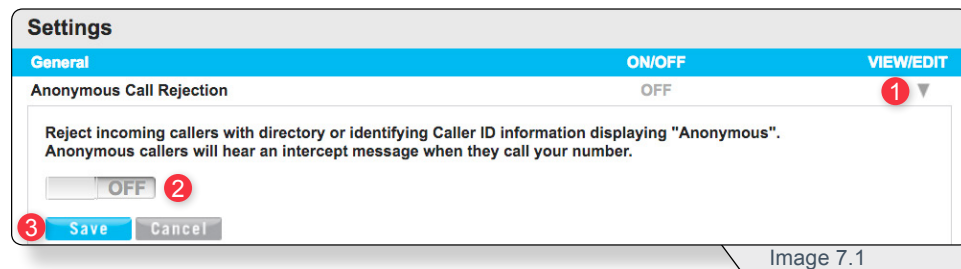 Settings
General ON/OFF VIEW/EDIT
Anonymous Call Rejection OFF 1 ▼
Reject incoming callers with directory or identifying Caller ID information displaying "Anonymous".
Anonymous callers will hear an intercept message when they call your number.
OFF 2
3 Save Cancel
Image 7.1